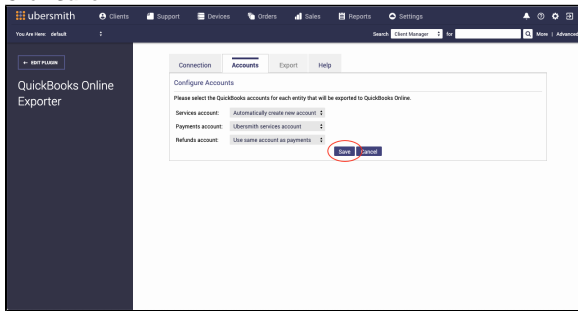 ubersmith Clients Support Devices Orders Sales Reports Settings
You Are Here: default Search Client Manager for More | Advanced
← EDIT PLUGIN
QuickBooks Online
Exporter
Connection Accounts Export Help
Configure Accounts
Please select the QuickBooks accounts for each entity that will be exported to QuickBooks Online.
Services account: Automatically create new account
Payments account: Ubersmith services account
Refunds account: Use same account as payments
Save Cancel